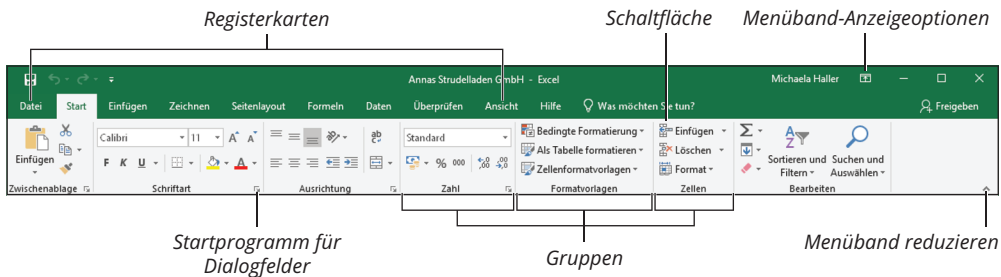 Registerkarten
Schaltfläche
Menüband-Anzeigeoptionen
Annas Strudelladen GmbH - Excel
Michaela Haller
Datei Start Einfügen Zeichnen Seitenlayout Formeln Daten Überprüfen Ansicht Hilfe Was möchten Sie tun? Freigeben
Einfügen
Zwischenablage
Calibri 11 A A
F K U A
Schriftart
ab
Ausrichtung
Standard
% 000 ,00 ,00
Zahl
Bedingte Formatierung
Als Tabelle formatieren
Zellenformatvorlagen
Formatvorlagen
Einfügen
Löschen
Format
Zellen
Σ
Sortieren und
Filtern
Suchen und
Auswählen
Bearbeiten
Startprogramm für
Dialogfelder
Gruppen
Menüband reduzieren